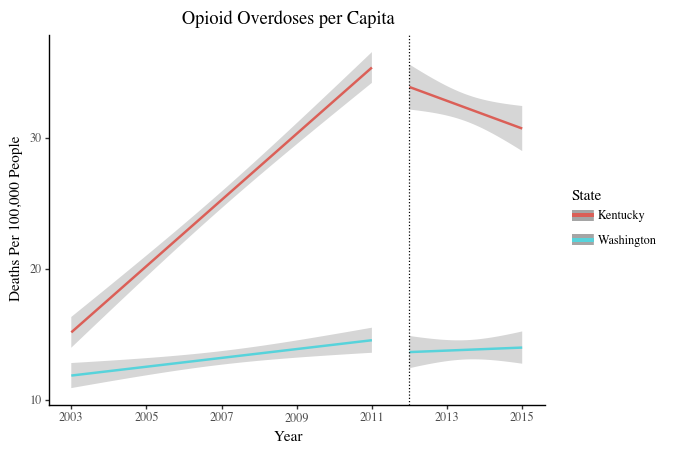 Opioid Overdoses per Capita
Deaths Per 100,000 People
30
20
10
2003 2005 2007 2009 2011 2013 2015
Year
State
Kentucky
Washington